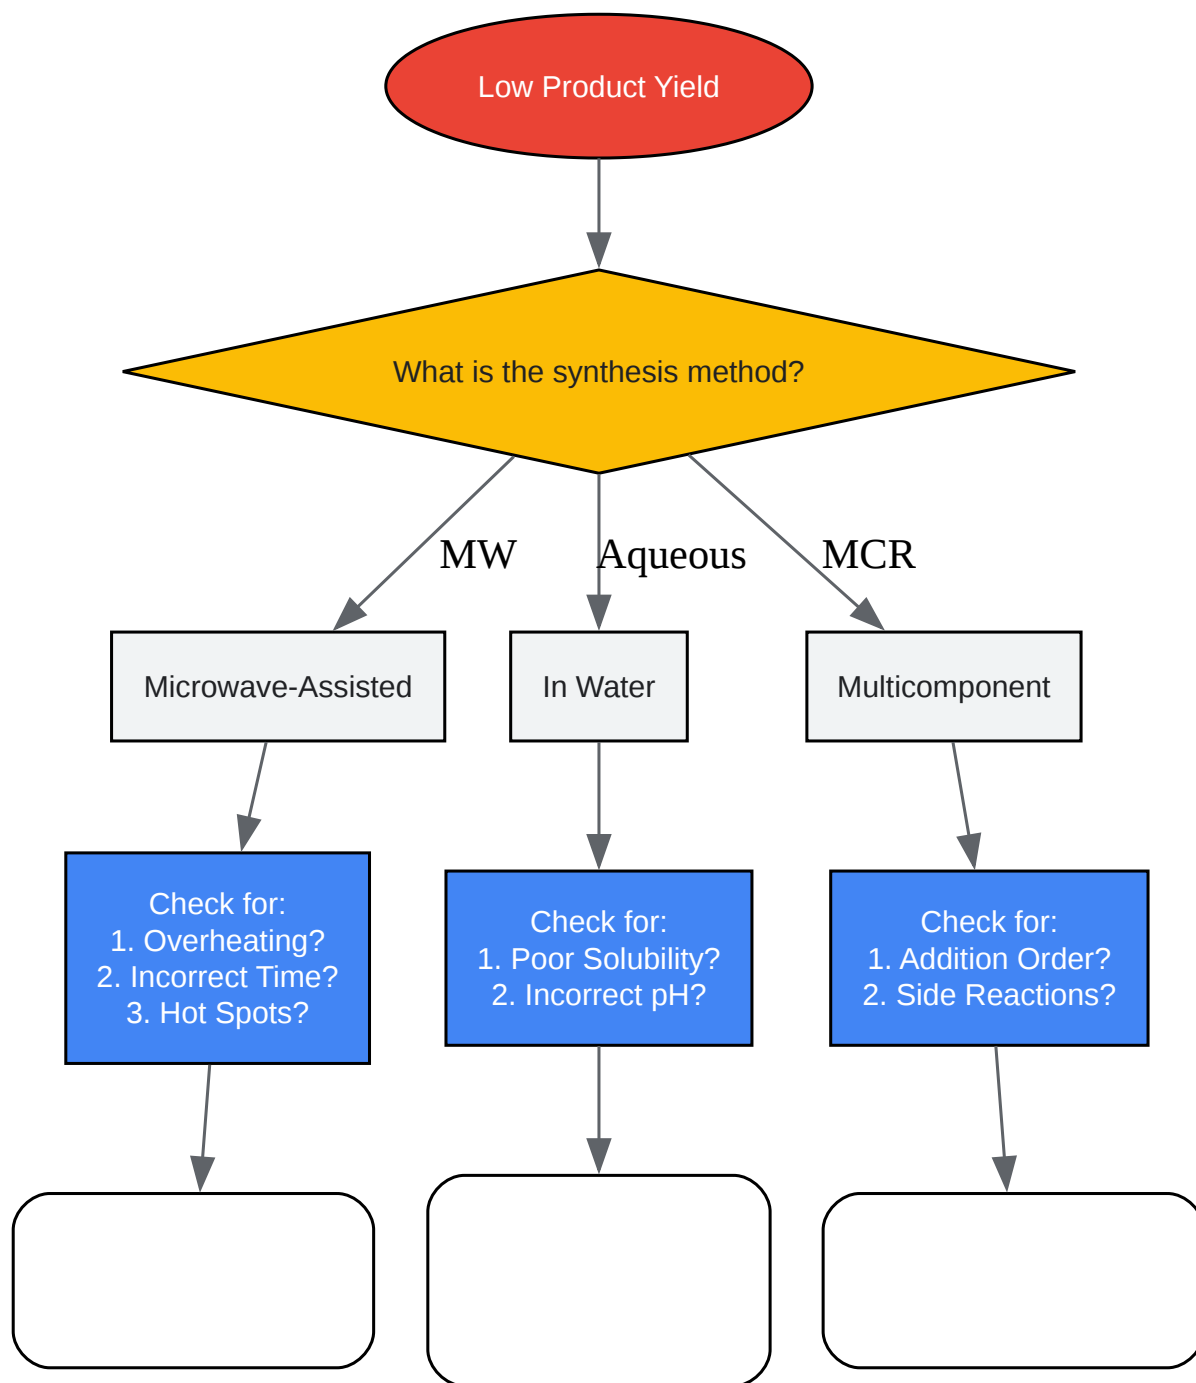 Low Product Yield
What is the synthesis method?
MW
Aqueous
MCR
Microwave-Assisted
In Water
Multicomponent
Check for:
1. Overheating?
2. Incorrect Time?
3. Hot Spots?
Check for:
1. Poor Solubility?
2. Incorrect pH?
Check for:
1. Addition Order?
2. Side Reactions?